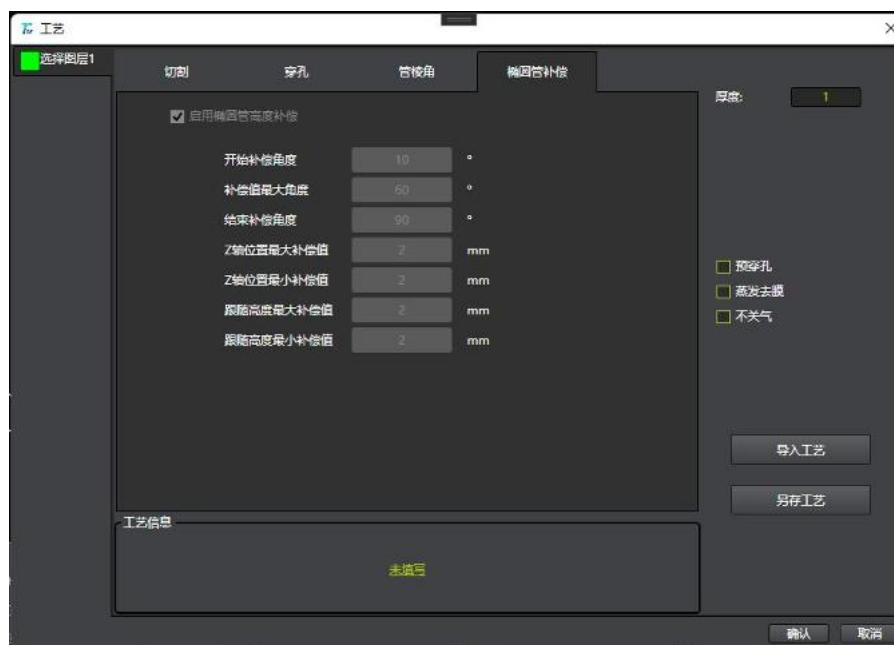 工艺
选择图层1
切割 穿孔 管棱角 椭圆管补偿
厚度: 1
启用椭圆管高度补偿
开始补偿角度 10 °
补偿值最大角度 60 °
结束补偿角度 90 °
Z轴位置最大补偿值 2 mm
Z轴位置最小补偿值 2 mm
跟随高度最大补偿值 2 mm
跟随高度最小补偿值 2 mm
预穿孔
蒸发去膜
不关气
导入工艺
另存工艺
工艺信息
未填写
确认 取消